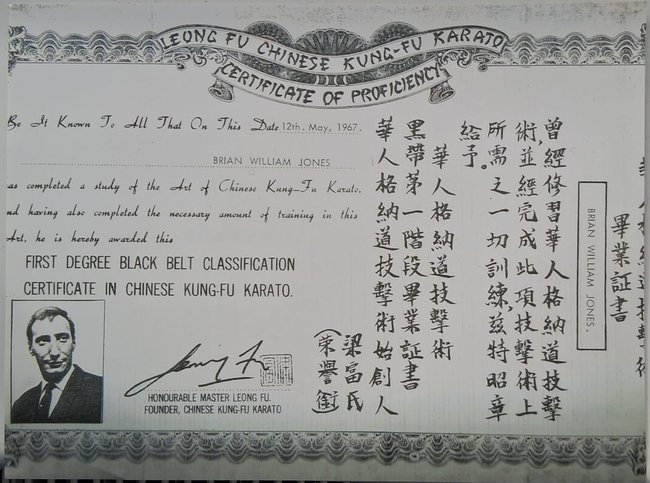 LEONG FU CHINESE KUNG-FU KARATO
CERTIFICATE OF PROFICIENCY
Be It Known To All That On This Date 12th. May, 1967.
BRIAN WILLIAM JONES
as completed a study of the Art of Chinese Kung-Fu Karato.
nd having also completed the necessary amount of training in this
Art, he is hereby awarded this
FIRST DEGREE BLACK BELT CLASSIFICATION
CERTIFICATE IN CHINESE KUNG-FU KARATO.
HONOURABLE MASTER LEONG FU.
FOUNDER, CHINESE KUNG-FU KARATO
畢業証書
BRIAN WILLIAM JONES.
曾經修習華人格納道技擊
術,並經完成此項技擊術上
所需之一切訓練,茲特昭章
給予。
華人格納道技擊術
黑帶第一階段畢業証書
華人格納道技擊術始創人
梁富氏
(榮譽銜)